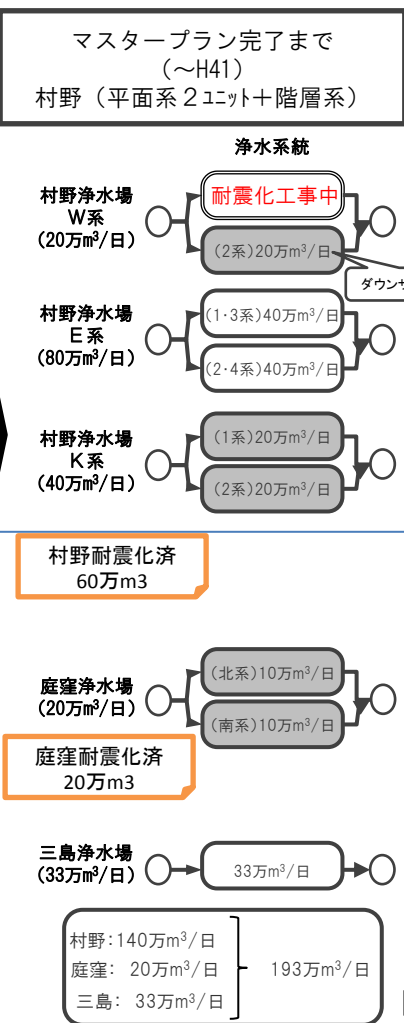 マスタープラン完了まで
(～H41)
村野(平面系2ユニット+階層系)
浄水系統
村野浄水場
W系
(20万m³/日)
耐震化工事中
(2系)20万m³/日
ダウンサ
村野浄水場
E系
(80万m³/日)
(1・3系)40万m³/日
(2・4系)40万m³/日
村野浄水場
K系
(40万m³/日)
(1系)20万m³/日
(2系)20万m³/日
村野耐震化済
60万m3
庭窪浄水場
(20万m³/日)
(北系)10万m³/日
(南系)10万m³/日
庭窪耐震化済
20万m3
三島浄水場
(33万m³/日)
33万m³/日
村野:140万m³/日
庭窪: 20万m³/日
三島: 33万m³/日
193万m³/日